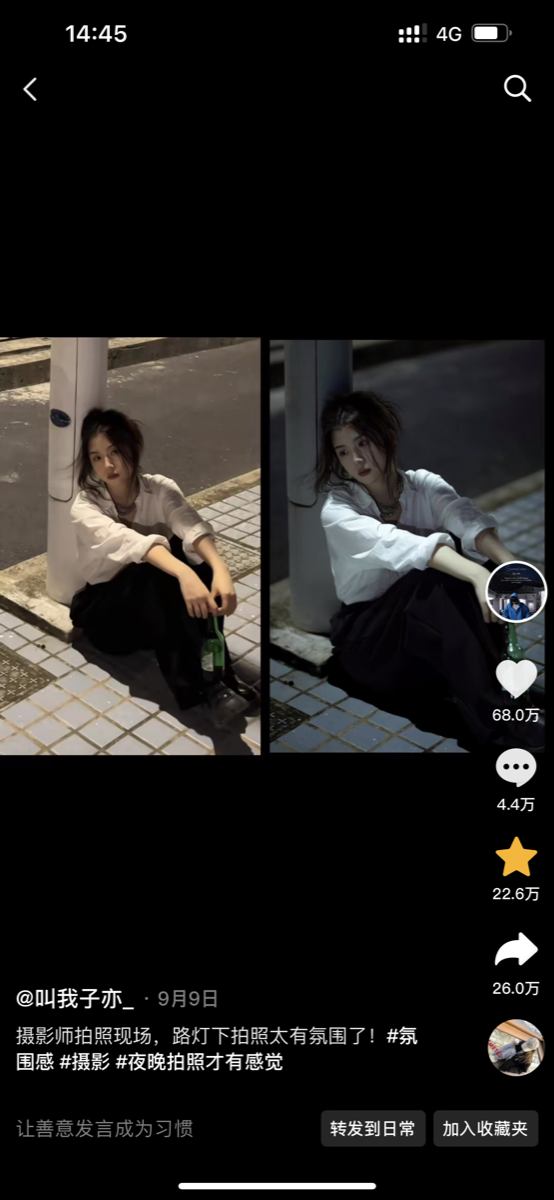 14:45
4G
68.0万
4.4万
22.6万
26.0万
@叫我子亦_ · 9月9日
摄影师拍照现场，路灯下拍照太有氛围了！#氛
围感 #摄影 #夜晚拍照才有感觉
让善意发言成为习惯
转发到日常
加入收藏夹